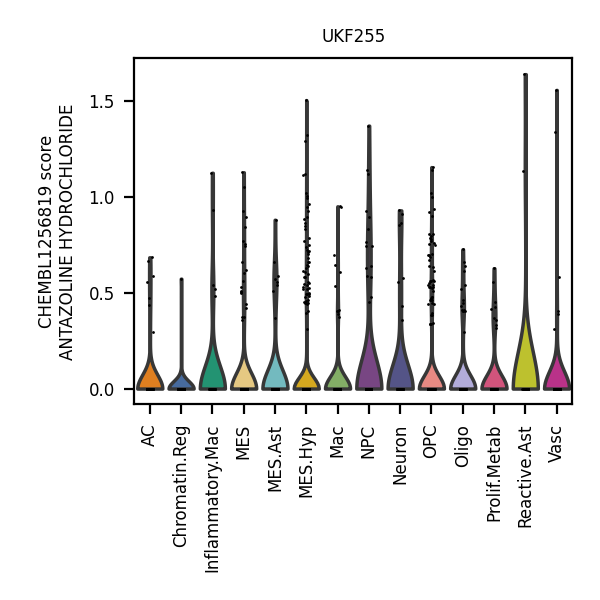 UKF255
CHEMBL1256819 score
ANTAZOLINE HYDROCHLORIDE
1.5
1.0
0.5
0.0
AC
Chromatin.Reg
Inflammatory.Mac
MES
MES.Ast
MES.Hyp
Mac
NPC
Neuron
OPC
Oligo
Prolif.Metab
Reactive.Ast
Vasc